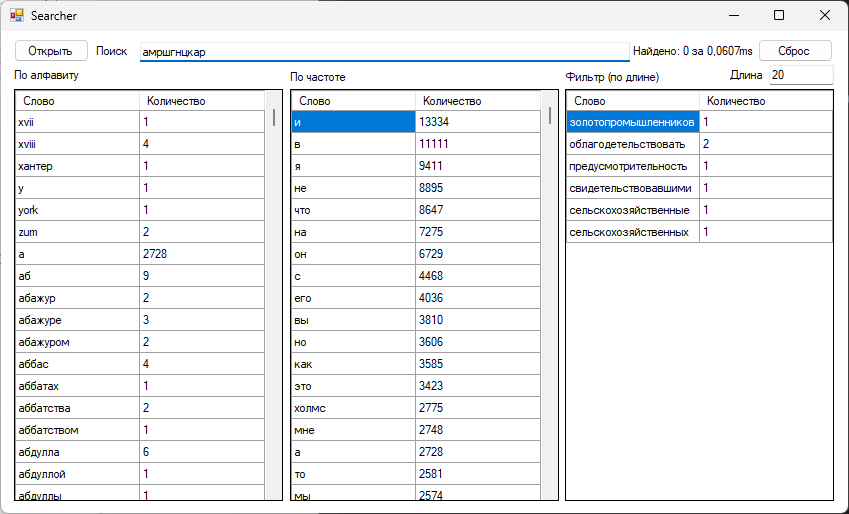 Searcher
Открыть Поиск амршгнцкар Найдено: 0 за 0,0607ms Сброс
По алфавиту По частоте Фильтр (по длине) Длина 20
Слово Количество Слово Количество Слово Количество
xvii 1 и 13334 золотопромышленников 1
xviii 4 в 11111 облагодетельствовать 2
хантер 1 я 9411 предусмотрительность 1
y 1 не 8895 свидетельствовавшими 1
york 1 что 8647 сельскохозяйственные 1
zum 2 на 7275 сельскохозяйственных 1
а 2728 он 6729
аб 9 с 4468
абажур 2 его 4036
абажуре 3 вы 3810
абажуром 2 но 3606
аббас 4 как 3585
аббатах 1 это 3423
аббатства 2 холмс 2775
аббатством 1 мне 2748
абдулла 6 а 2728
абдуллой 1 то 2581
абдуллы 1 мы 2574